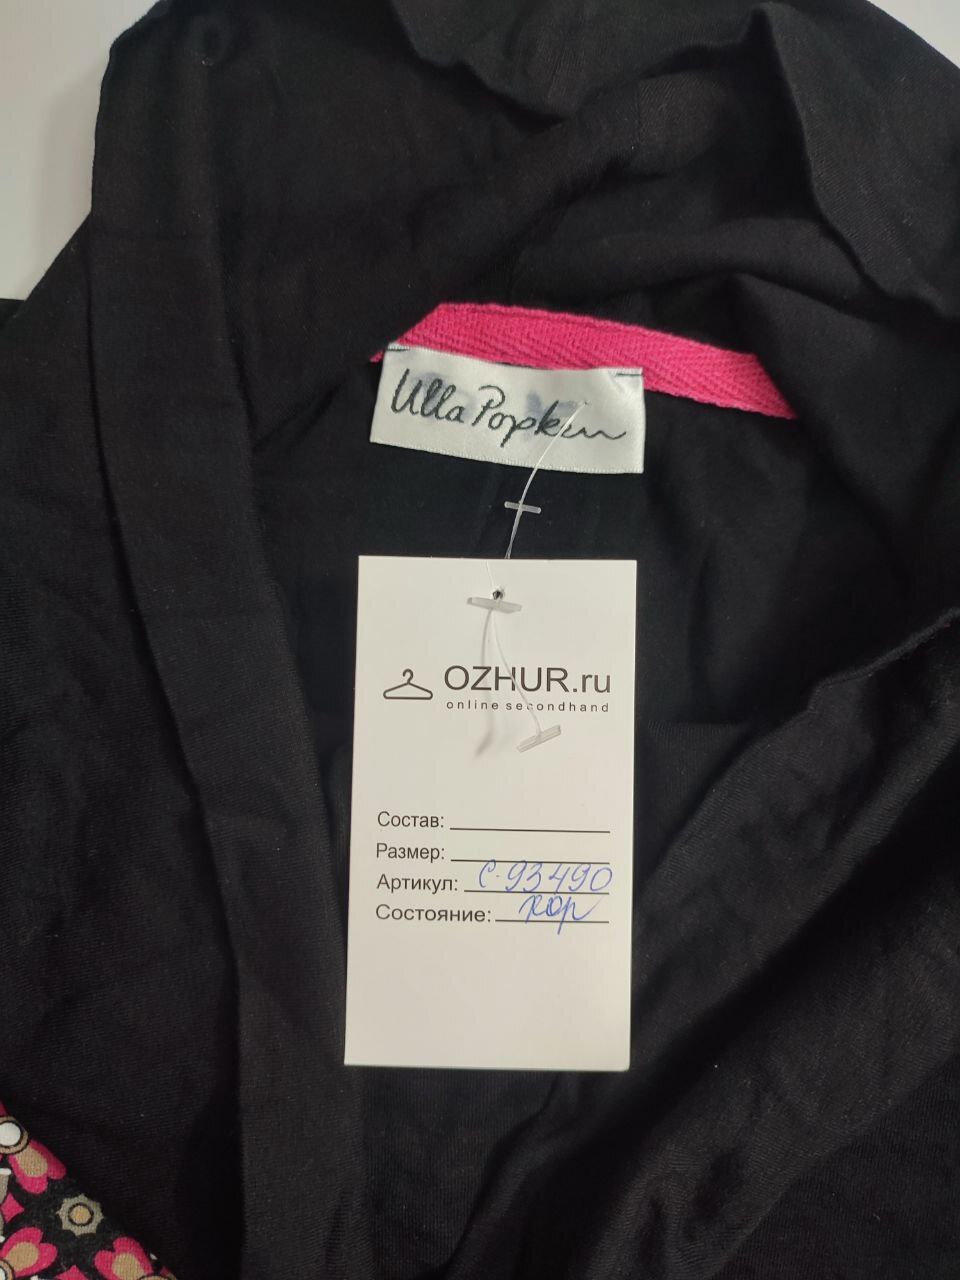 Ulla Popken
OZHUR.ru
online secondhand
Состав:
Размер:
Артикул: С-93490
Состояние: хор